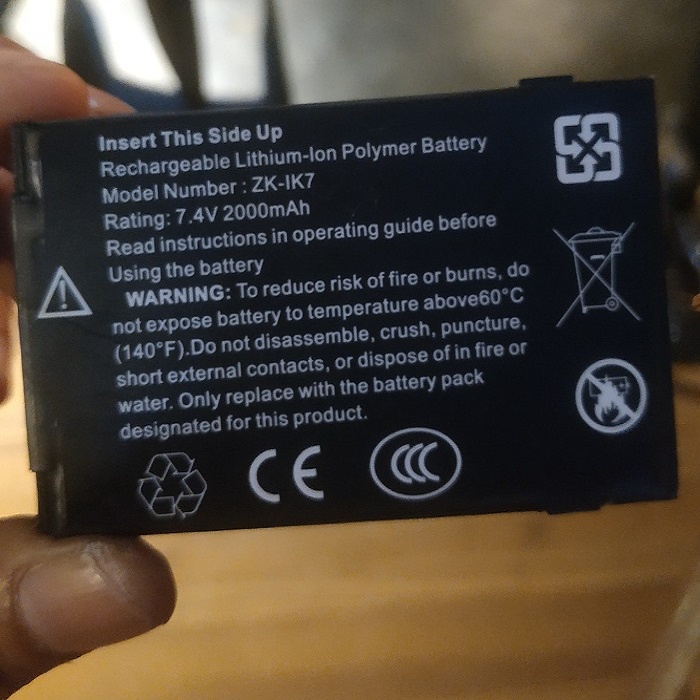 Insert This Side Up
Rechargeable Lithium-Ion Polymer Battery
Model Number : ZK-IK7
Rating: 7.4V 2000mAh
Read instructions in operating guide before
Using the battery
WARNING: To reduce risk of fire or burns, do
not expose battery to temperature above60°C
(140°F).Do not disassemble, crush, puncture,
short external contacts, or dispose of in fire or
water. Only replace with the battery pack
designated for this product.
CE CCC